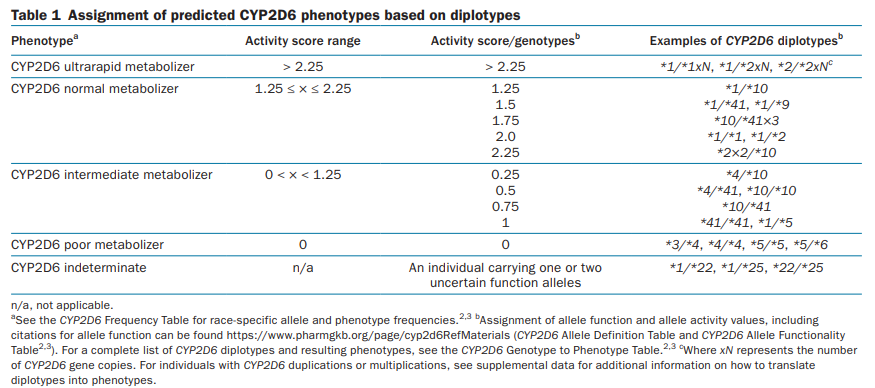 Table 1 Assignment of predicted CYP2D6 phenotypes based on diplotypes
Phenotypeᵃ Activity score range Activity score/genotypesᵇ Examples of CYP2D6 diplotypesᵇ
CYP2D6 ultrarapid metabolizer > 2.25 > 2.25 *1/*1xN, *1/*2xN, *2/*2xNᶜ
CYP2D6 normal metabolizer 1.25 ≤ x ≤ 2.25 1.25 *1/*10
1.5 *1/*41, *1/*9
1.75 *10/*41×3
2.0 *1/*1, *1/*2
2.25 *2×2/*10
CYP2D6 intermediate metabolizer 0 < x < 1.25 0.25 *4/*10
0.5 *4/*41, *10/*10
0.75 *10/*41
1 *41/*41, *1/*5
CYP2D6 poor metabolizer 0 0 *3/*4, *4/*4, *5/*5, *5/*6
CYP2D6 indeterminate n/a An individual carrying one or two *1/*22, *1/*25, *22/*25
uncertain function alleles
n/a, not applicable.
ᵃSee the CYP2D6 Frequency Table for race-specific allele and phenotype frequencies.²,³ ᵇAssignment of allele function and allele activity values, including
citations for allele function can be found https://www.pharmgkb.org/page/cyp2d6RefMaterials (CYP2D6 Allele Definition Table and CYP2D6 Allele Functionality
Table²,³). For a complete list of CYP2D6 diplotypes and resulting phenotypes, see the CYP2D6 Genotype to Phenotype Table.²,³ ᶜWhere xN represents the number
of CYP2D6 gene copies. For individuals with CYP2D6 duplications or multiplications, see supplemental data for additional information on how to translate
diplotypes into phenotypes.